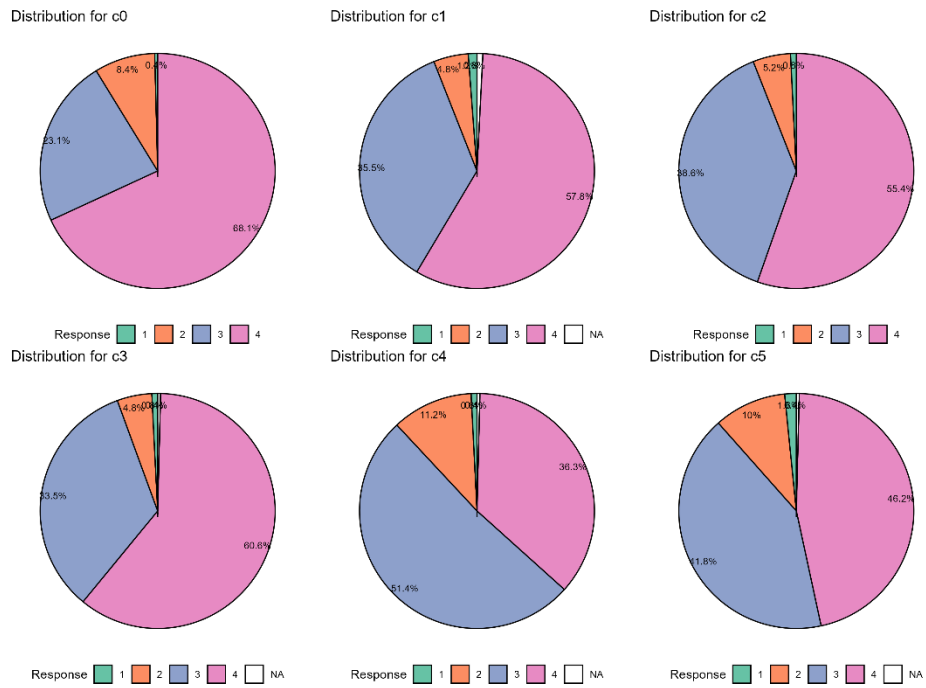 Distribution for c0
8.4%
0.4%
23.1%
68.1%
Response 1 2 3 4
Distribution for c1
4.8%
35.5%
57.8%
Response 1 2 3 4 NA
Distribution for c2
5.2%
0.8%
38.6%
55.4%
Response 1 2 3 4
Distribution for c3
4.8%
33.5%
60.6%
Response 1 2 3 4 NA
Distribution for c4
11.2%
36.3%
51.4%
Response 1 2 3 4 NA
Distribution for c5
10%
46.2%
41.8%
Response 1 2 3 4 NA